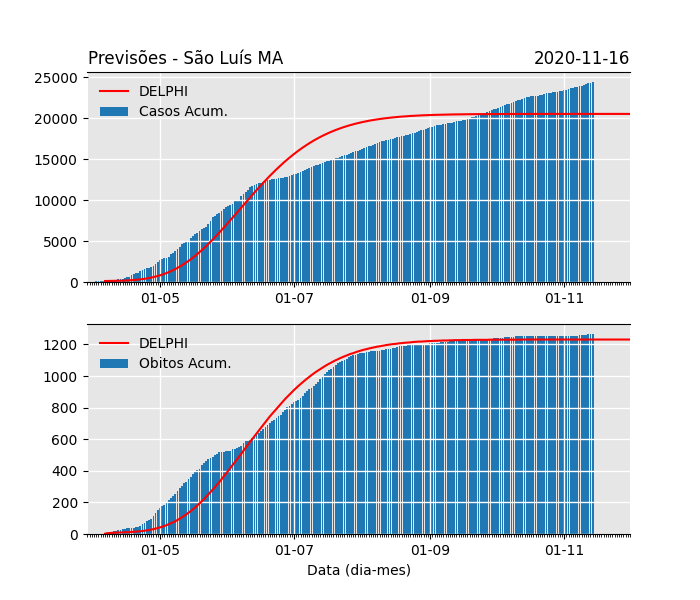 Previsões - São Luís MA 2020-11-16
25000
20000
15000
10000
5000
0
DELPHI
Casos Acum.
01-05 01-07 01-09 01-11
1200
1000
800
600
400
200
0
DELPHI
Obitos Acum.
01-05 01-07 01-09 01-11
Data (dia-mes)